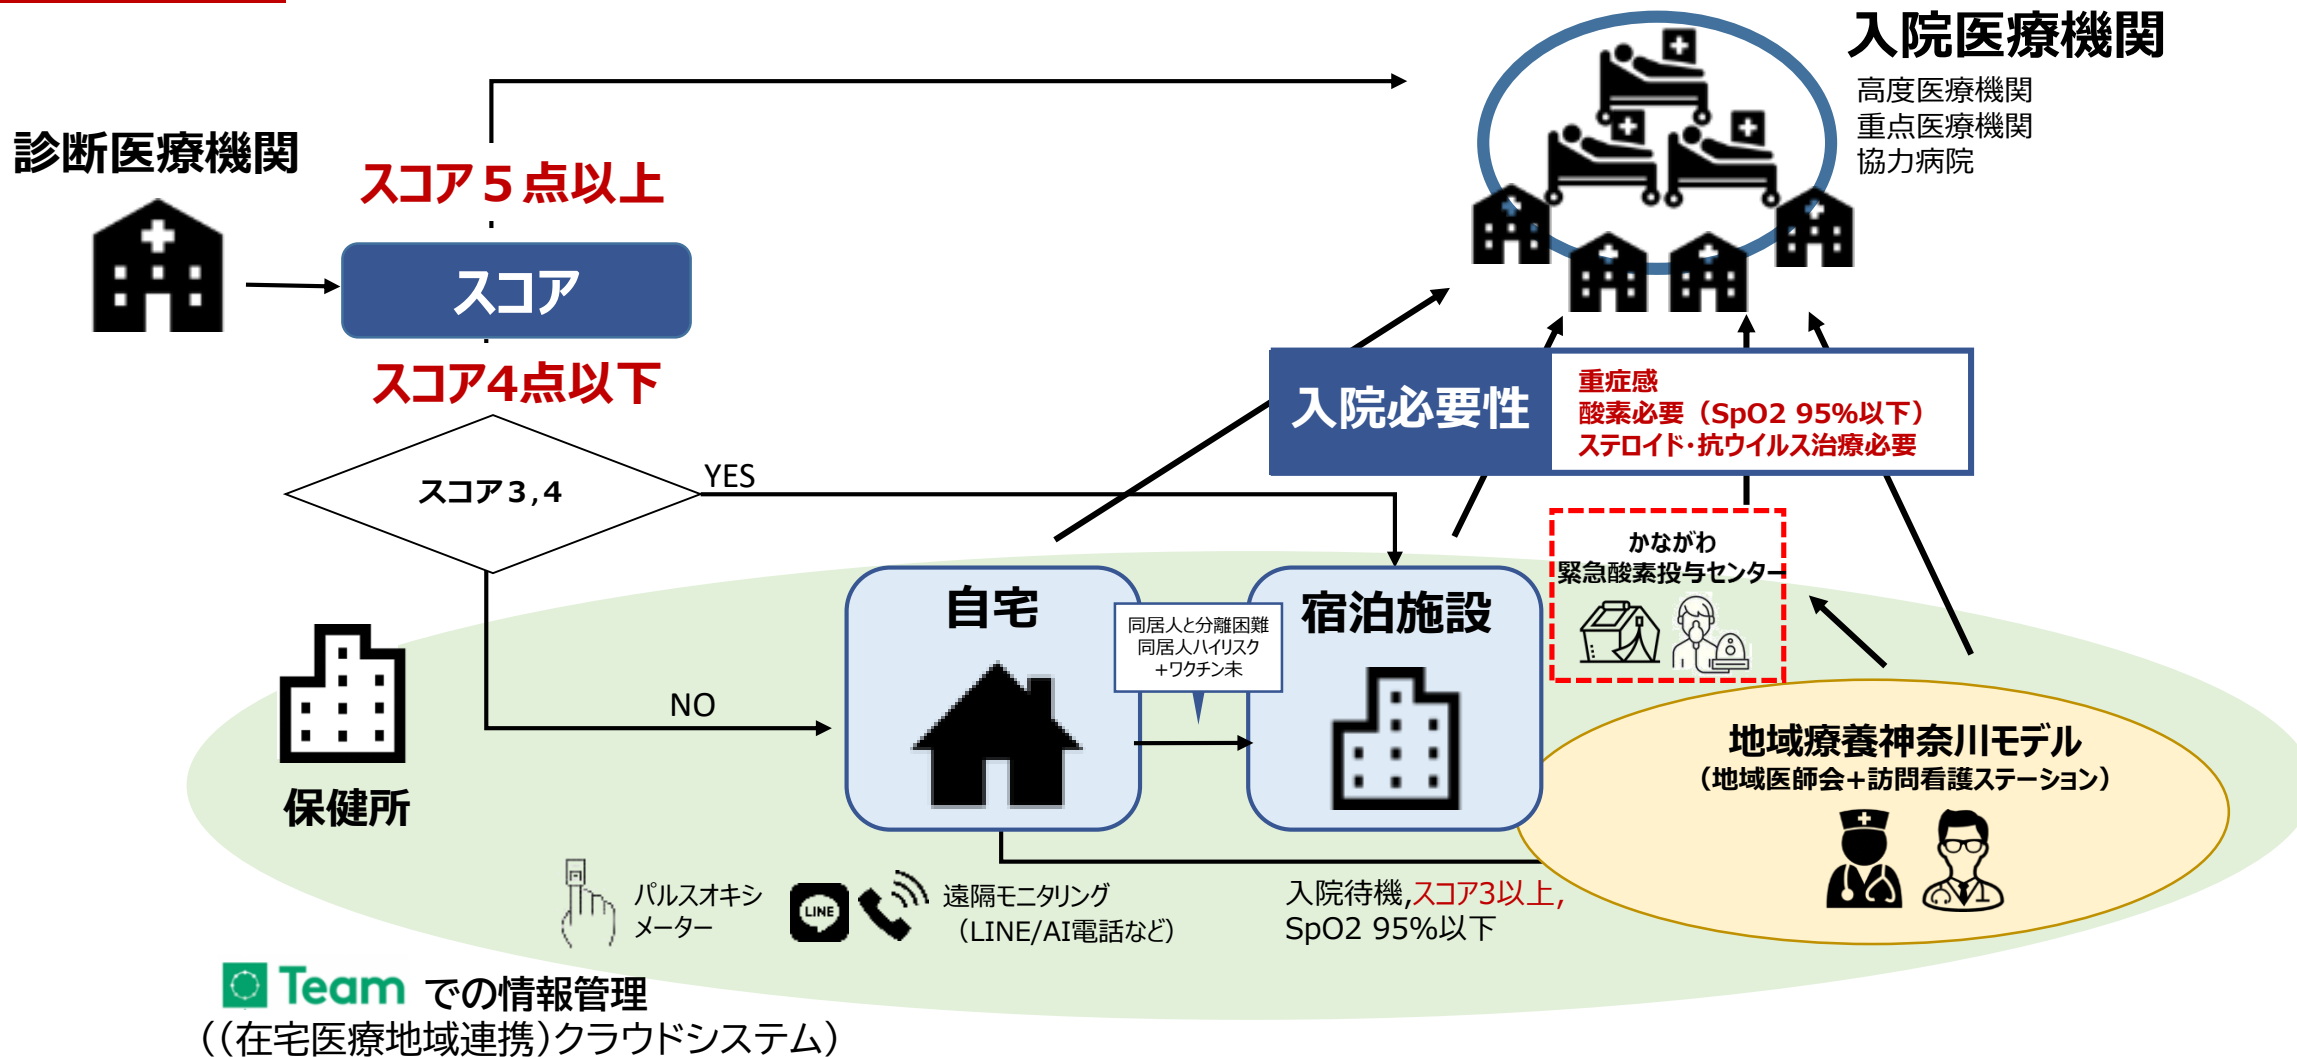 入院医療機関
高度医療機関
重点医療機関
協力病院
診断医療機関
スコア５点以上
スコア
スコア4点以下
スコア３,４
YES
NO
入院必要性
重症感
酸素必要（SpO2 95%以下）
ステロイド・抗ウイルス治療必要
かながわ
緊急酸素投与センター
自宅
同居人と分離困難
同居人ハイリスク
＋ワクチン未
宿泊施設
保健所
地域療養神奈川モデル
（地域医師会+訪問看護ステーション）
パルスオキシ
メーター
LINE
遠隔モニタリング
（LINE/AI電話など）
入院待機,スコア3以上,
SpO2 95%以下
Team での情報管理
（（在宅医療地域連携）クラウドシステム）